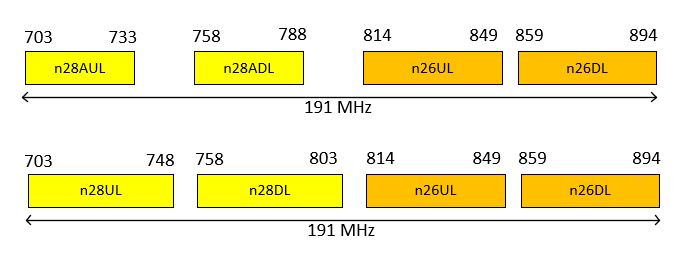 703 733 758 788 814 849 859 894
n28AUL n28ADL n26UL n26DL
191 MHz
703 748 758 803 814 849 859 894
n28UL n28DL n26UL n26DL
191 MHz